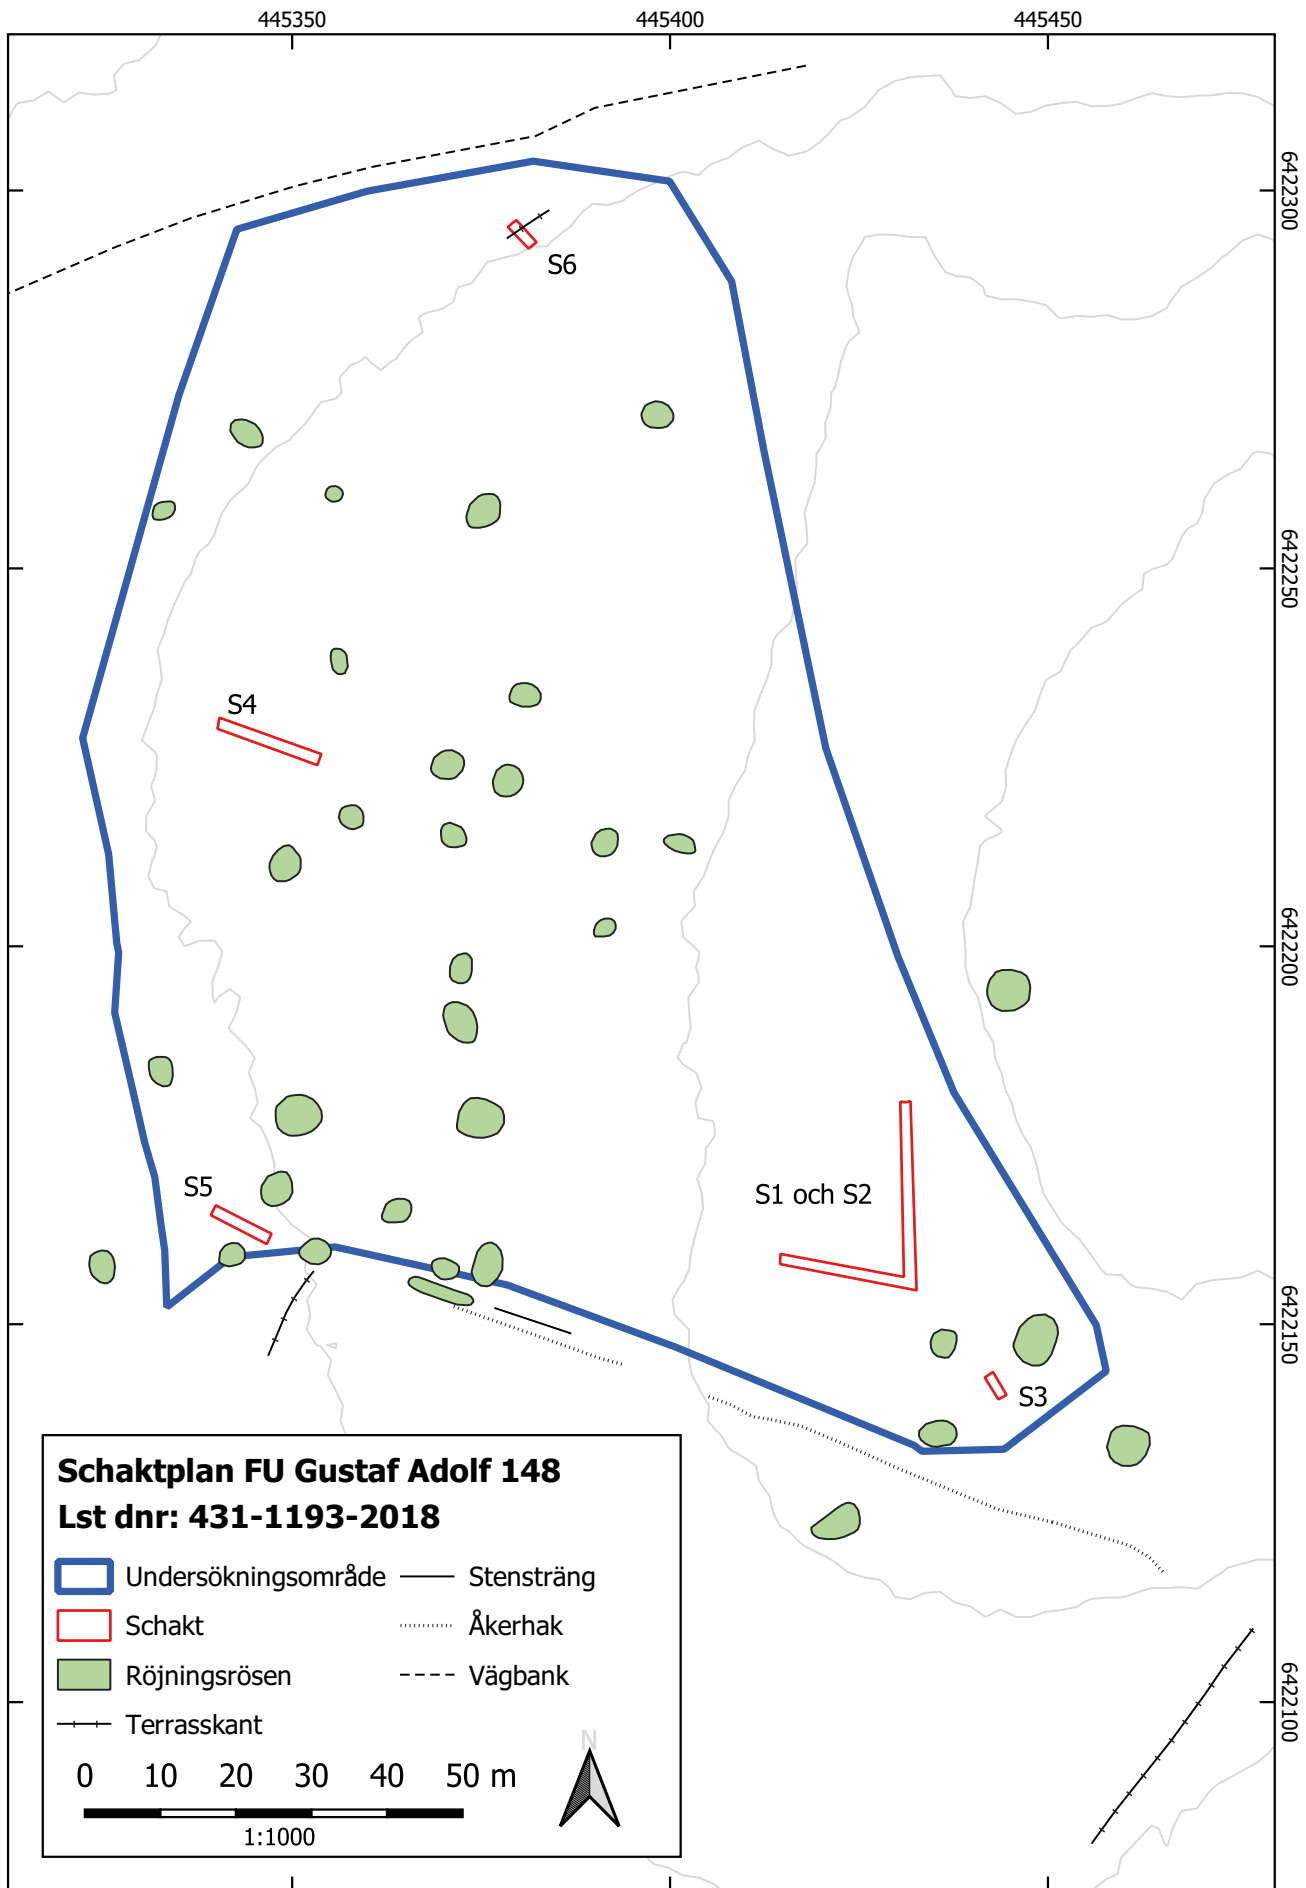 445350 445400 445450
6422300
S6
6422250
S4
6422200
S5
S1 och S2
6422150
S3
Schaktplan FU Gustaf Adolf 148
Lst dnr: 431-1193-2018
Undersökningsområde Stensträng
Schakt Åkerhak
Röjningsrösen Vägbank
Terrasskant
6422100
N
0 10 20 30 40 50 m
1:1000